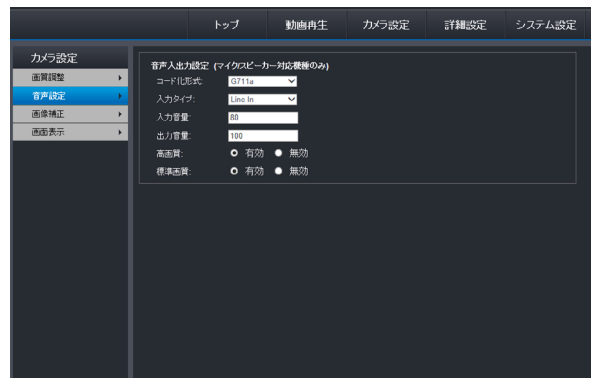 トップ 動画再生 カメラ設定 詳細設定 システム設定
カメラ設定
画質調整
音声設定
画像補正
画面表示
音声入出力設定 (マイク/スピーカー対応機種のみ)
コード化形式: G711a
入力タイプ: Line In
入力音量: 80
出力音量: 100
高画質: 有効 無効
標準画質: 有効 無効